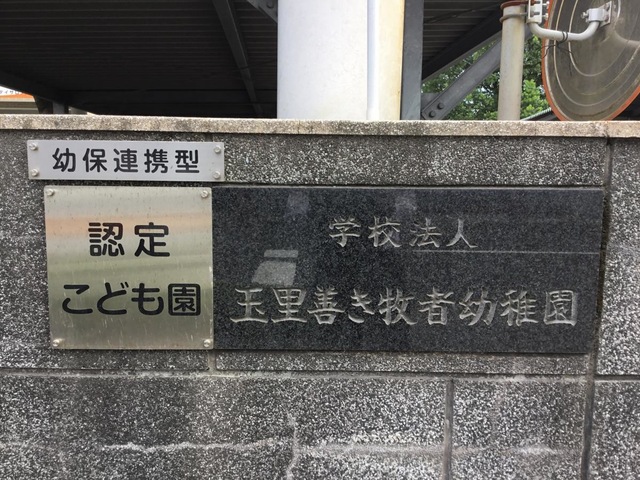 幼保連携型
認定
こども園
学校法人
玉里善き牧者幼稚園